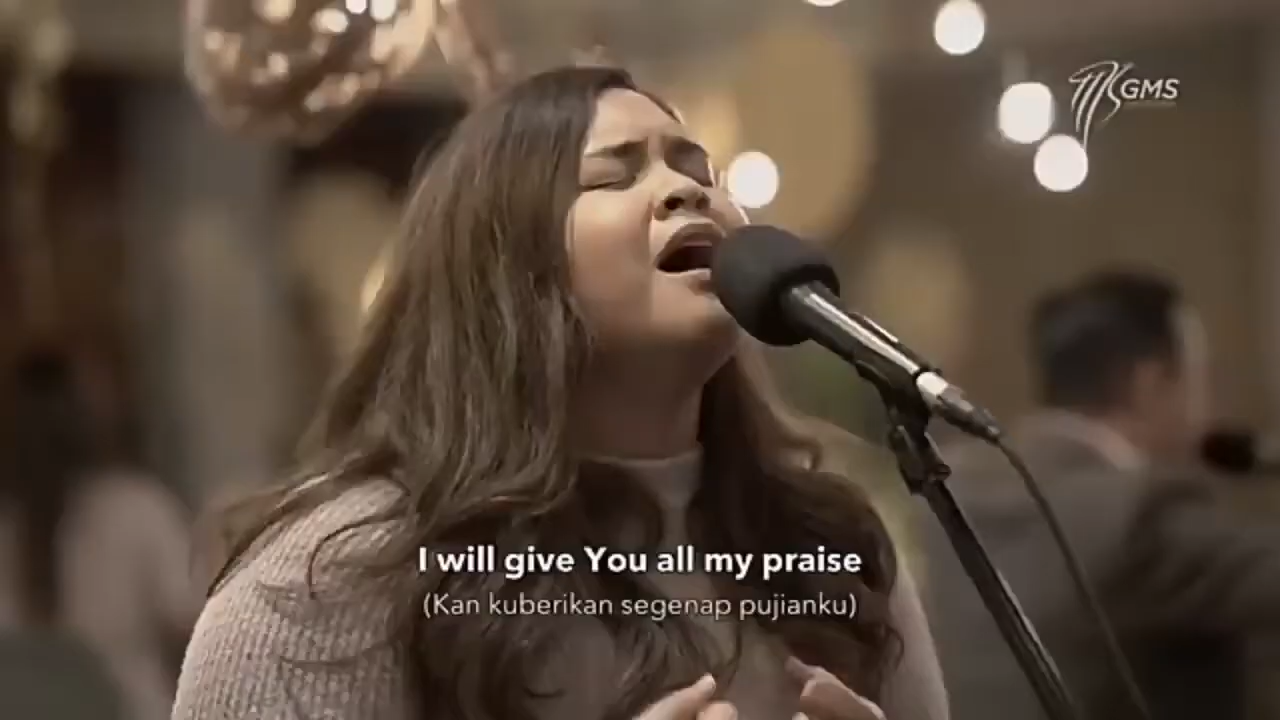 GMS
I will give You all my praise
(Kan kuberikan segenap pujianku)